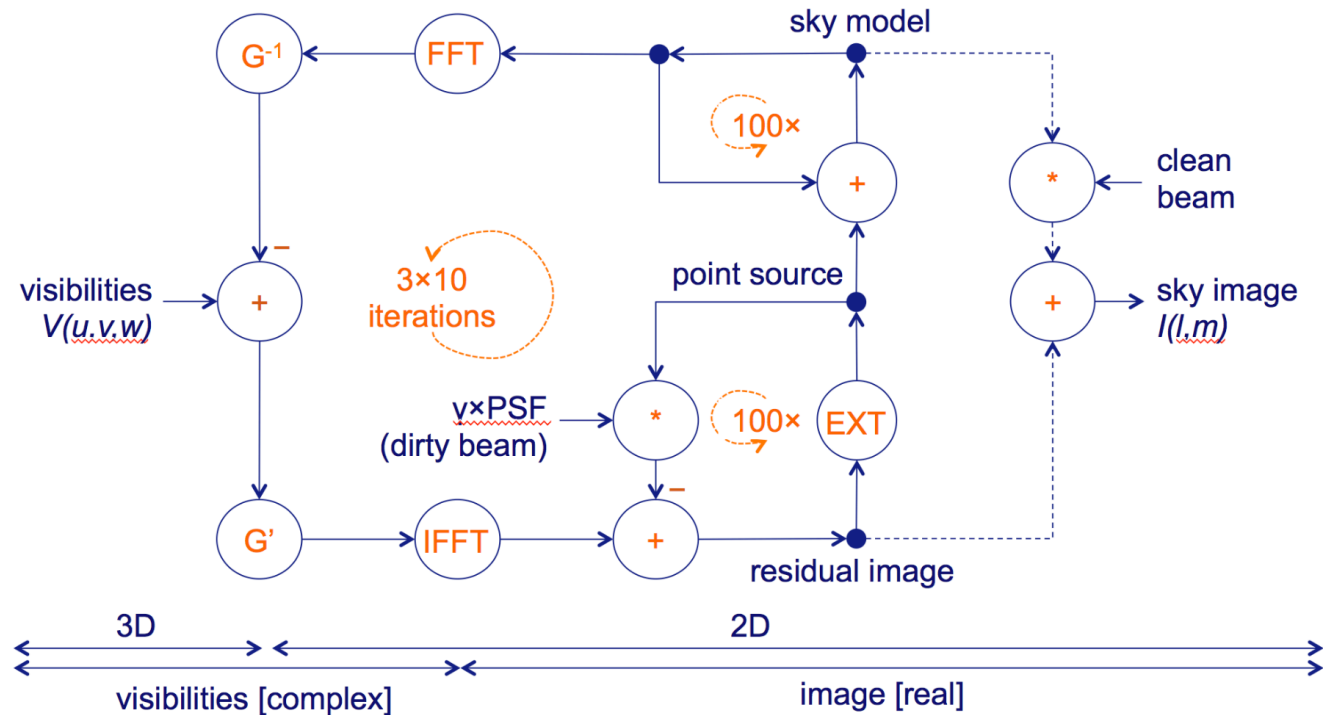 sky model
G-1
FFT
100×
+
*
clean
beam
−
3×10
iterations
point source
visibilities
V(u.v,w)
+
+
sky image
I(l,m)
γ×PSF
(dirty beam)
*
100×
EXT
−
G’
IFFT
+
residual image
3D
2D
visibilities [complex]
image [real]